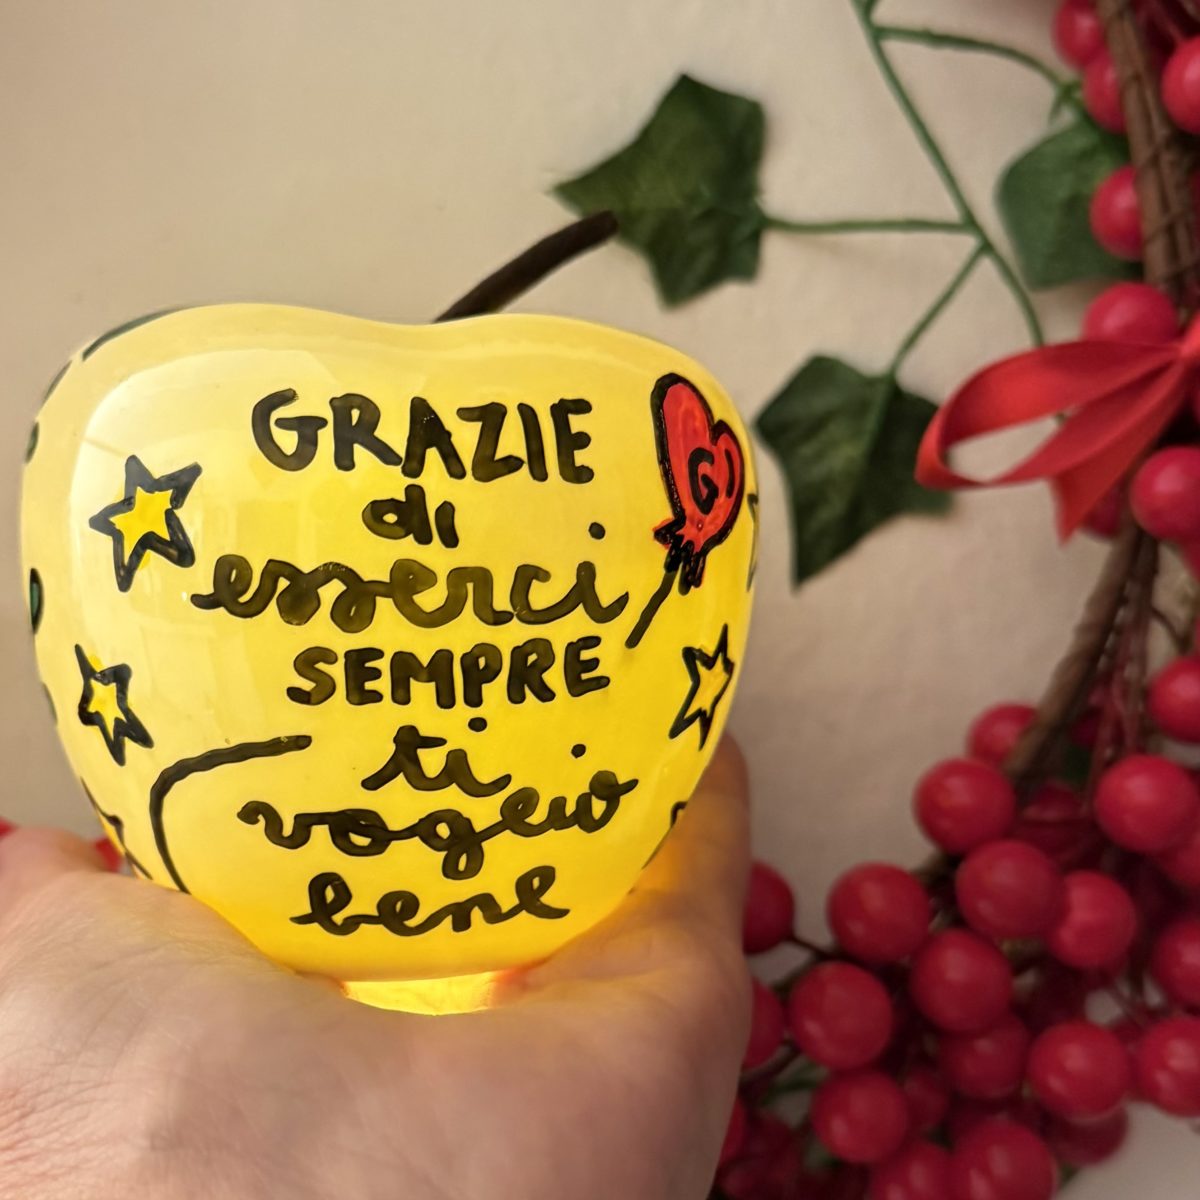 GRAZIE
di
esserci
SEMPRE
ti
voglio
bene
G